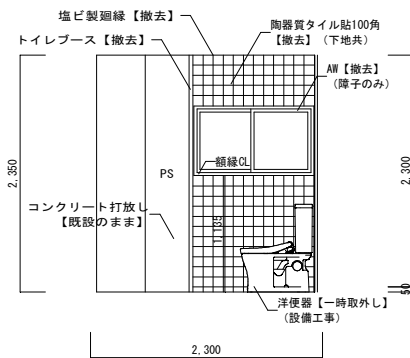 塩ビ製廻縁【撤去】
トイレブース【撤去】
陶器質タイル貼100角
【撤去】（下地共）
AW【撤去】
（障子のみ）
額縁CL
PS
コンクリート打放し
【既設のまま】
洋便器【一時取外し】
（設備工事）
2,350
1,135
2,300
50
2,300